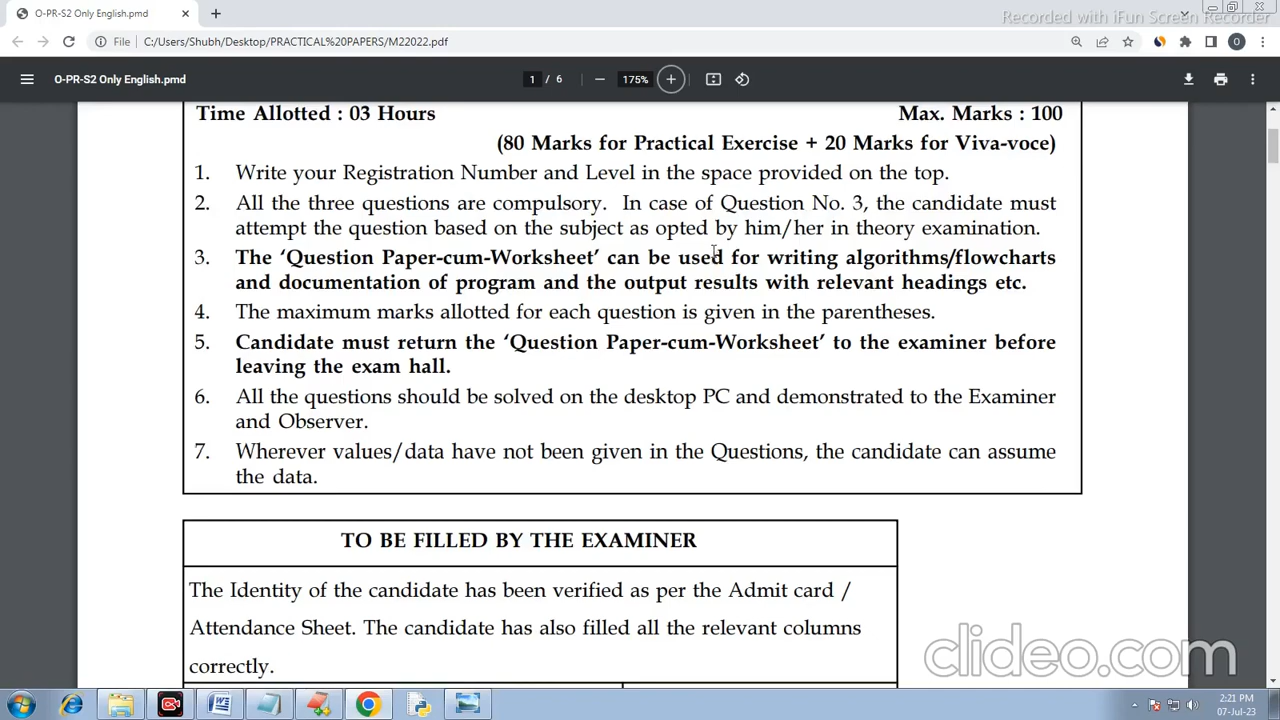 O-PR-S2 Only English.pmd
Recorded with iFun Screen Recorder
File C:/Users/Shubh/Desktop/PRACTICAL%20PAPERS/M22022.pdf
O
O-PR-S2 Only English.pmd
1 / 6
175%
Time Allotted : 03 Hours Max. Marks : 100
(80 Marks for Practical Exercise + 20 Marks for Viva-voce)
1. Write your Registration Number and Level in the space provided on the top.
2. All the three questions are compulsory. In case of Question No. 3, the candidate must
attempt the question based on the subject as opted by him/her in theory examination.
3. The ‘Question Paper-cum-Worksheet’ can be used for writing algorithms/flowcharts
and documentation of program and the output results with relevant headings etc.
4. The maximum marks allotted for each question is given in the parentheses.
5. Candidate must return the ‘Question Paper-cum-Worksheet’ to the examiner before
leaving the exam hall.
6. All the questions should be solved on the desktop PC and demonstrated to the Examiner
and Observer.
7. Wherever values/data have not been given in the Questions, the candidate can assume
the data.
TO BE FILLED BY THE EXAMINER
The Identity of the candidate has been verified as per the Admit card /
Attendance Sheet. The candidate has also filled all the relevant columns
correctly.
clideo.com
2:21 PM
07-Jul-23